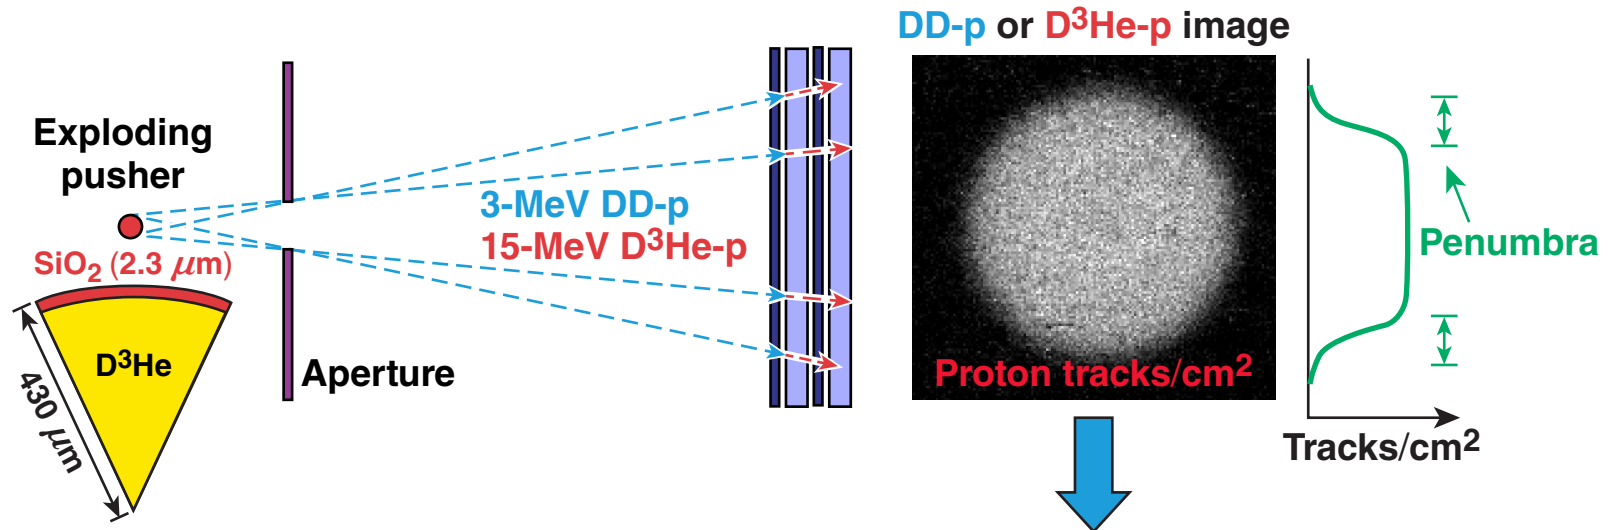 DD-p or D³He-p image
Exploding
pusher
SiO₂ (2.3 μm)
D³He
430 μm
Aperture
3-MeV DD-p
15-MeV D³He-p
Proton tracks/cm²
Penumbra
Tracks/cm²